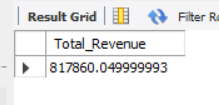 Result Grid Filter Ro
Total_Revenue
817860.049999993